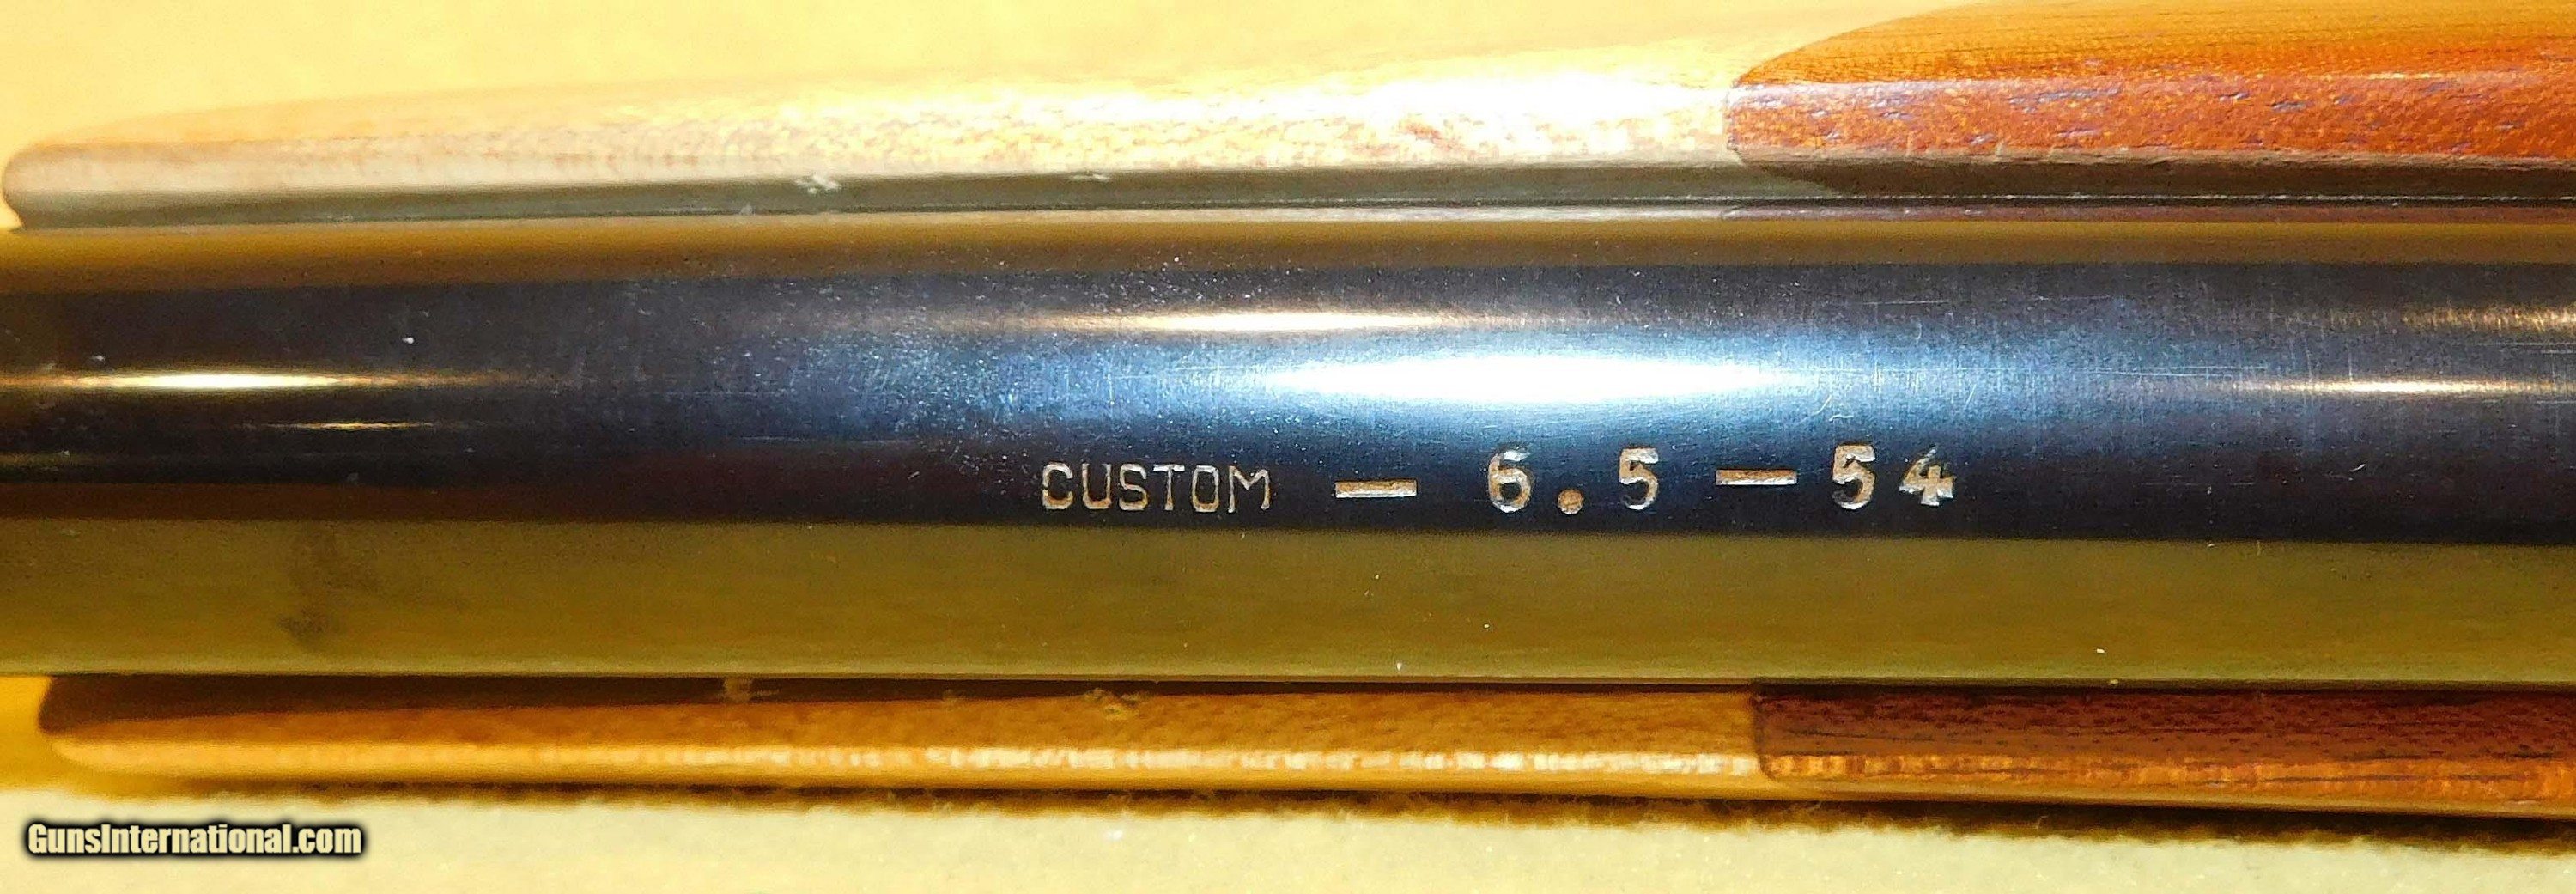 CUSTOM — 6.5 — 54
GunsInternational.com